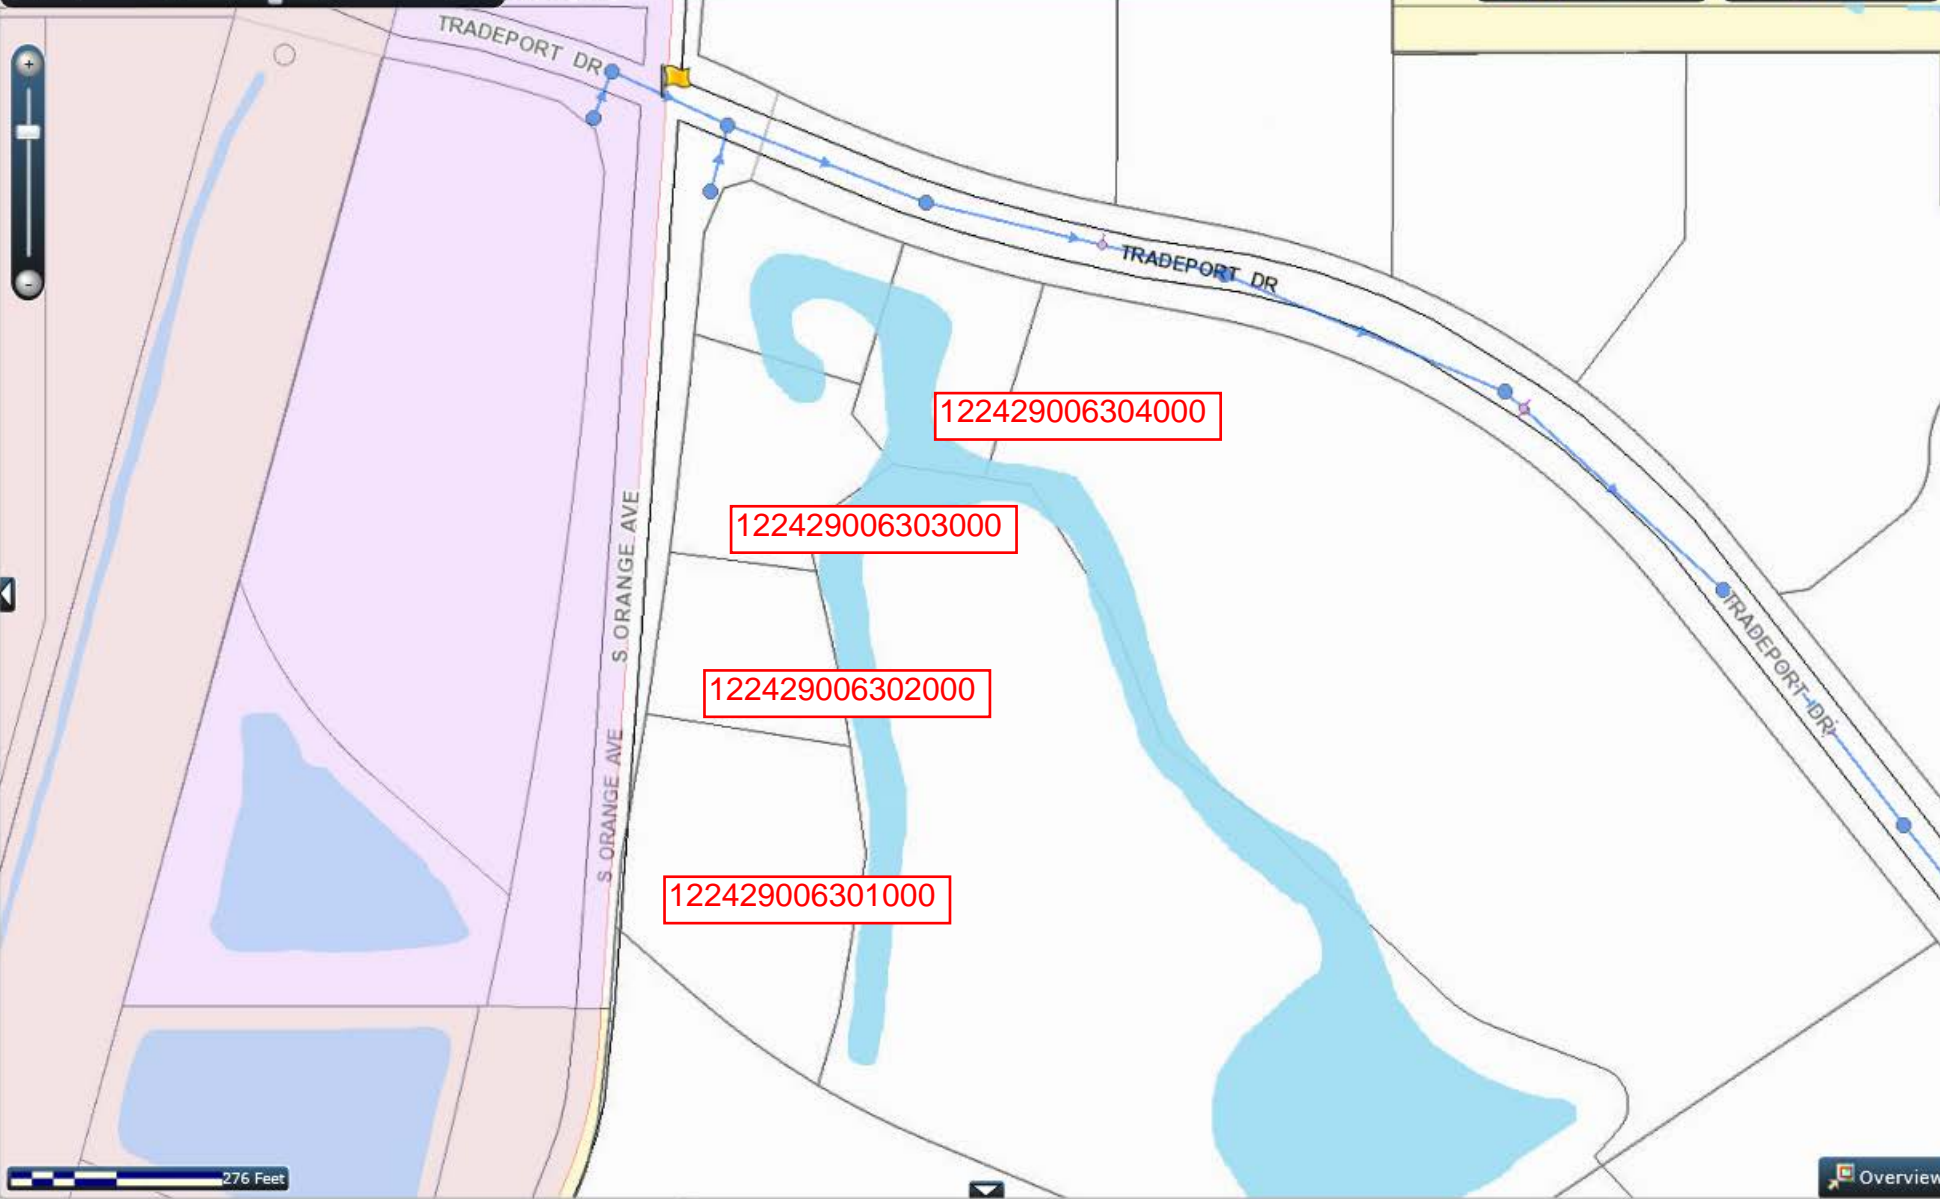 TRADEPORT DR
+
TRADEPORT DR
-
122429006304000
S ORANGE AVE
122429006303000
TRADEPORT DR
122429006302000
S ORANGE AVE
122429006301000
276 Feet
Overview